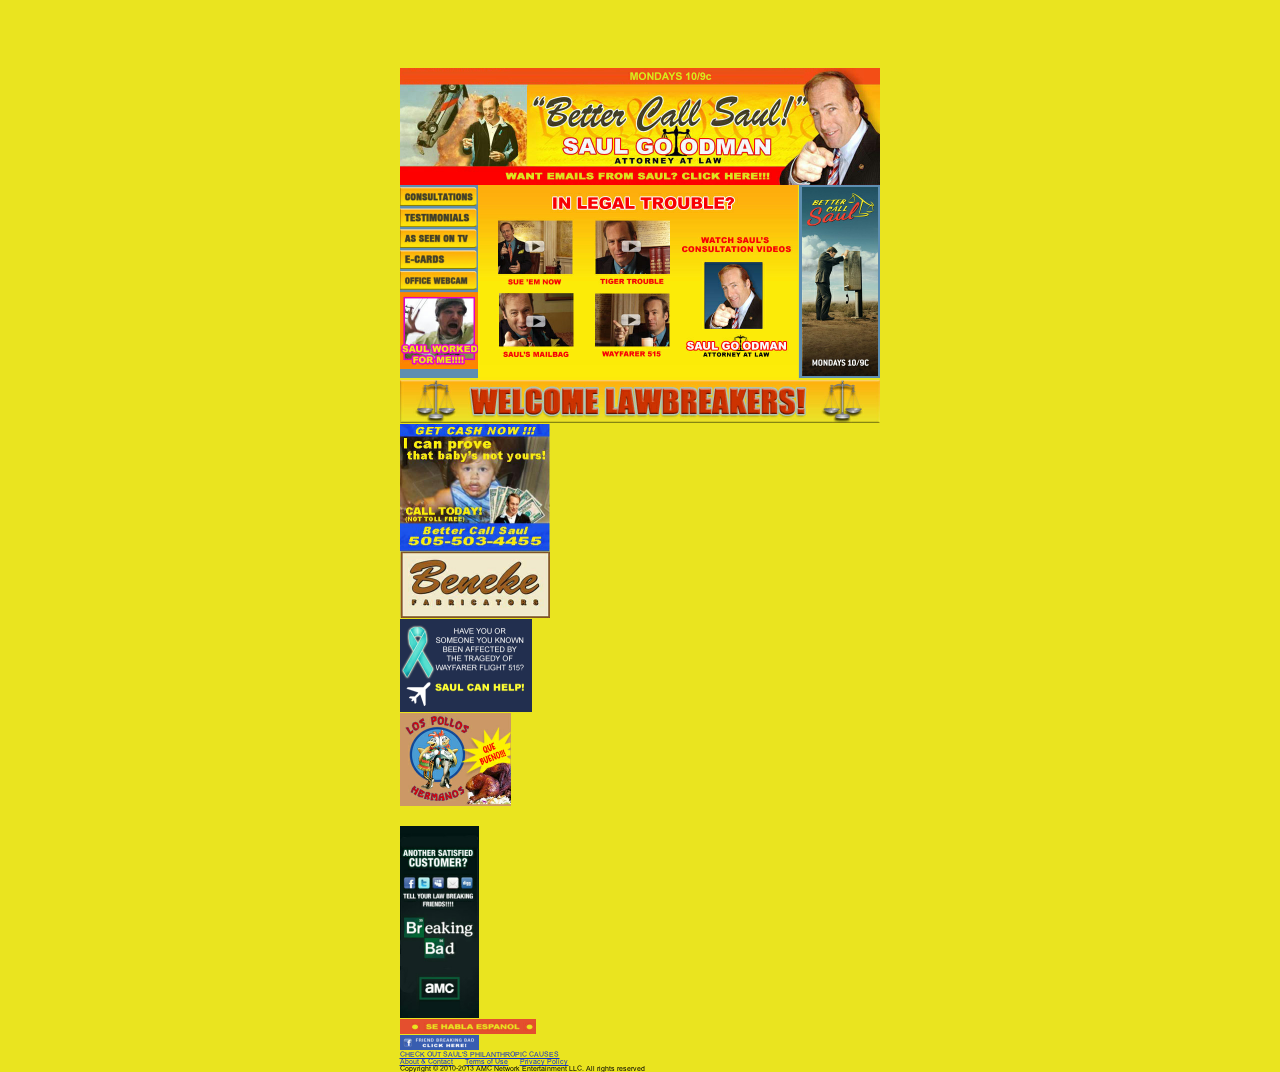 MONDAYS 10/9c
"Better Call Saul!"
SAUL GOODMAN
ATTORNEY AT LAW
WANT EMAILS FROM SAUL? CLICK HERE!!!
CONSULTATIONS
TESTIMONIALS
AS SEEN ON TV
E-CARDS
OFFICE WEBCAM
SAUL WORKED
FOR ME!!!!
IN LEGAL TROUBLE?
SUE 'EM NOW
TIGER TROUBLE
SAUL'S MAILBAG
WAYFARER 515
WATCH SAUL'S
CONSULTATION VIDEOS
SAUL GOODMAN
ATTORNEY AT LAW
BETTER
CALL
Saul
MONDAYS 10/9C
WELCOME LAWBREAKERS!
GET CASH NOW !!!
I can prove
that baby's not yours!
CALL TODAY!
(NOT TOLL FREE)
Better Call Saul
505-503-4455
Beneke
FABRICATORS
HAVE YOU OR
SOMEONE YOU KNOWN
BEEN AFFECTED BY
THE TRAGEDY OF
WAYFARER FLIGHT 515?
SAUL CAN HELP!
LOS POLLOS
HERMANOS
QUE
BUENO!!!
ANOTHER SATISFIED
CUSTOMER?
TELL YOUR LAW BREAKING
FRIENDS!!!!
Breaking
Bad
amc
SE HABLA ESPANOL
FRIEND BREAKING BAD
CLICK HERE!
CHECK OUT SAUL'S PHILANTHROPIC CAUSES
About & Contact Terms of Use Privacy Policy
Copyright © 2010-2013 AMC Network Entertainment LLC. All rights reserved